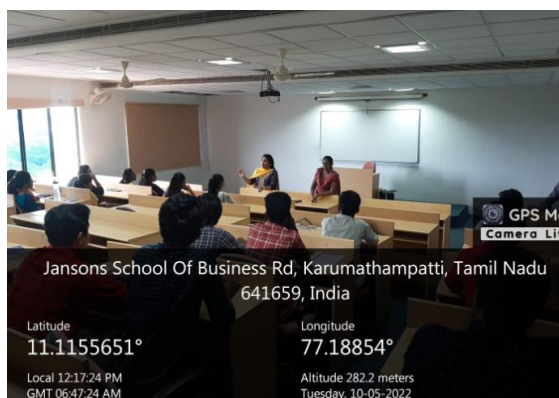 GPS M
Camera Li
Jansons School Of Business Rd, Karumathampatti, Tamil Nadu
641659, India
Latitude
11.1155651°
Longitude
77.18854°
Local 12:17:24 PM
GMT 06:47:24 AM
Altitude 282.2 meters
Tuesday, 10-05-2022